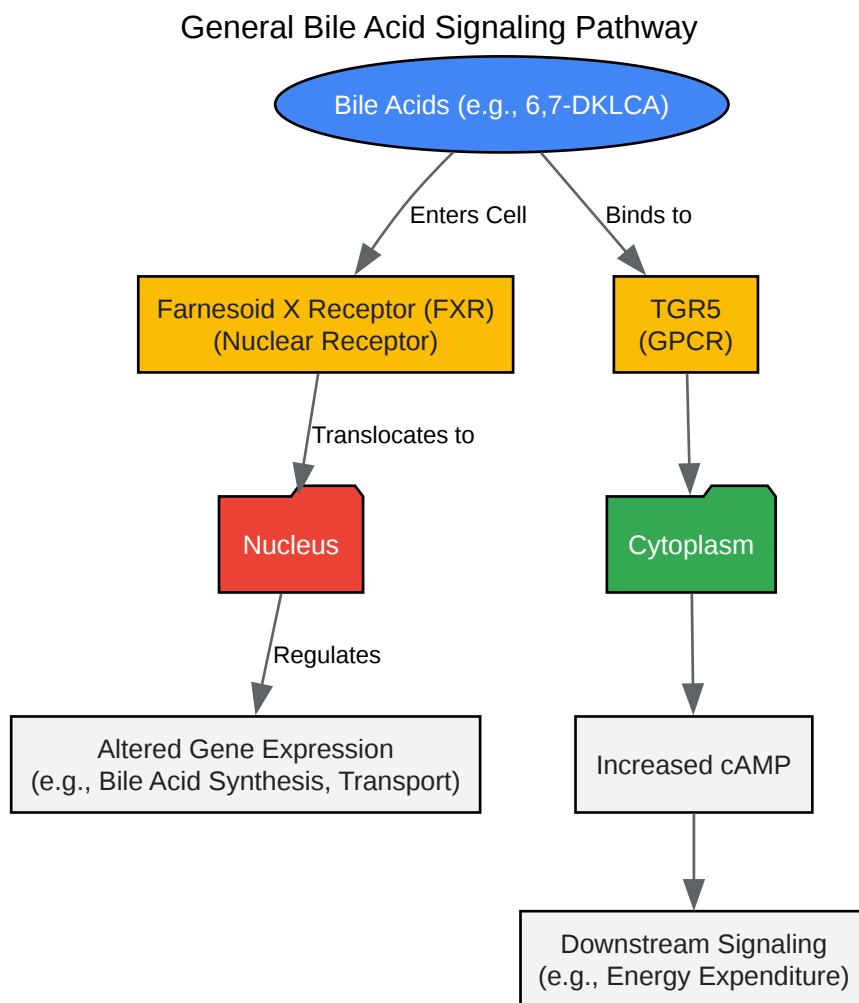 General Bile Acid Signaling Pathway
Bile Acids (e.g., 6,7-DKLCA)
Enters Cell
Binds to
Farnesoid X Receptor (FXR)
(Nuclear Receptor)
TGR5
(GPCR)
Translocates to
Nucleus
Cytoplasm
Regulates
Altered Gene Expression
(e.g., Bile Acid Synthesis, Transport)
Increased cAMP
Downstream Signaling
(e.g., Energy Expenditure)